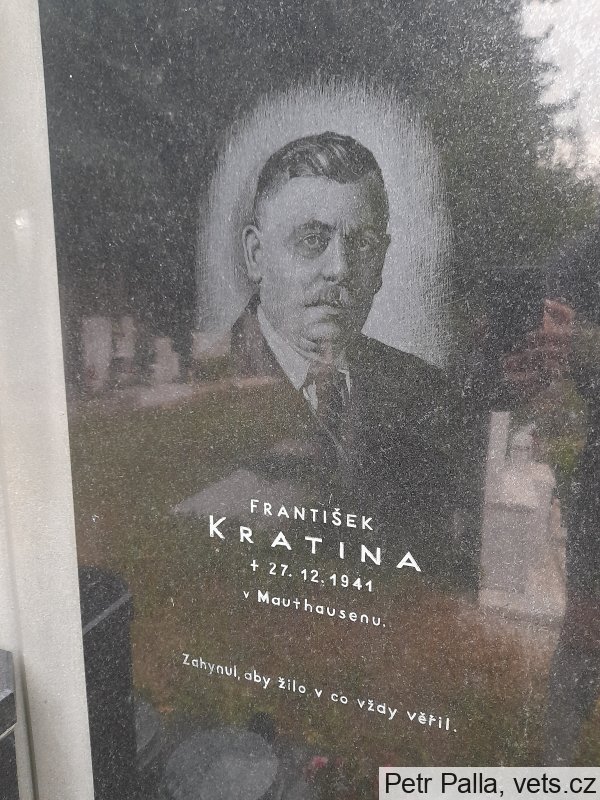 FRANTIŠEK
KRATINA
+ 27. 12. 1941
v Mauthausenu.
Zahynul, aby žilo v co vždy věřil.
Petr Palla, vets.cz